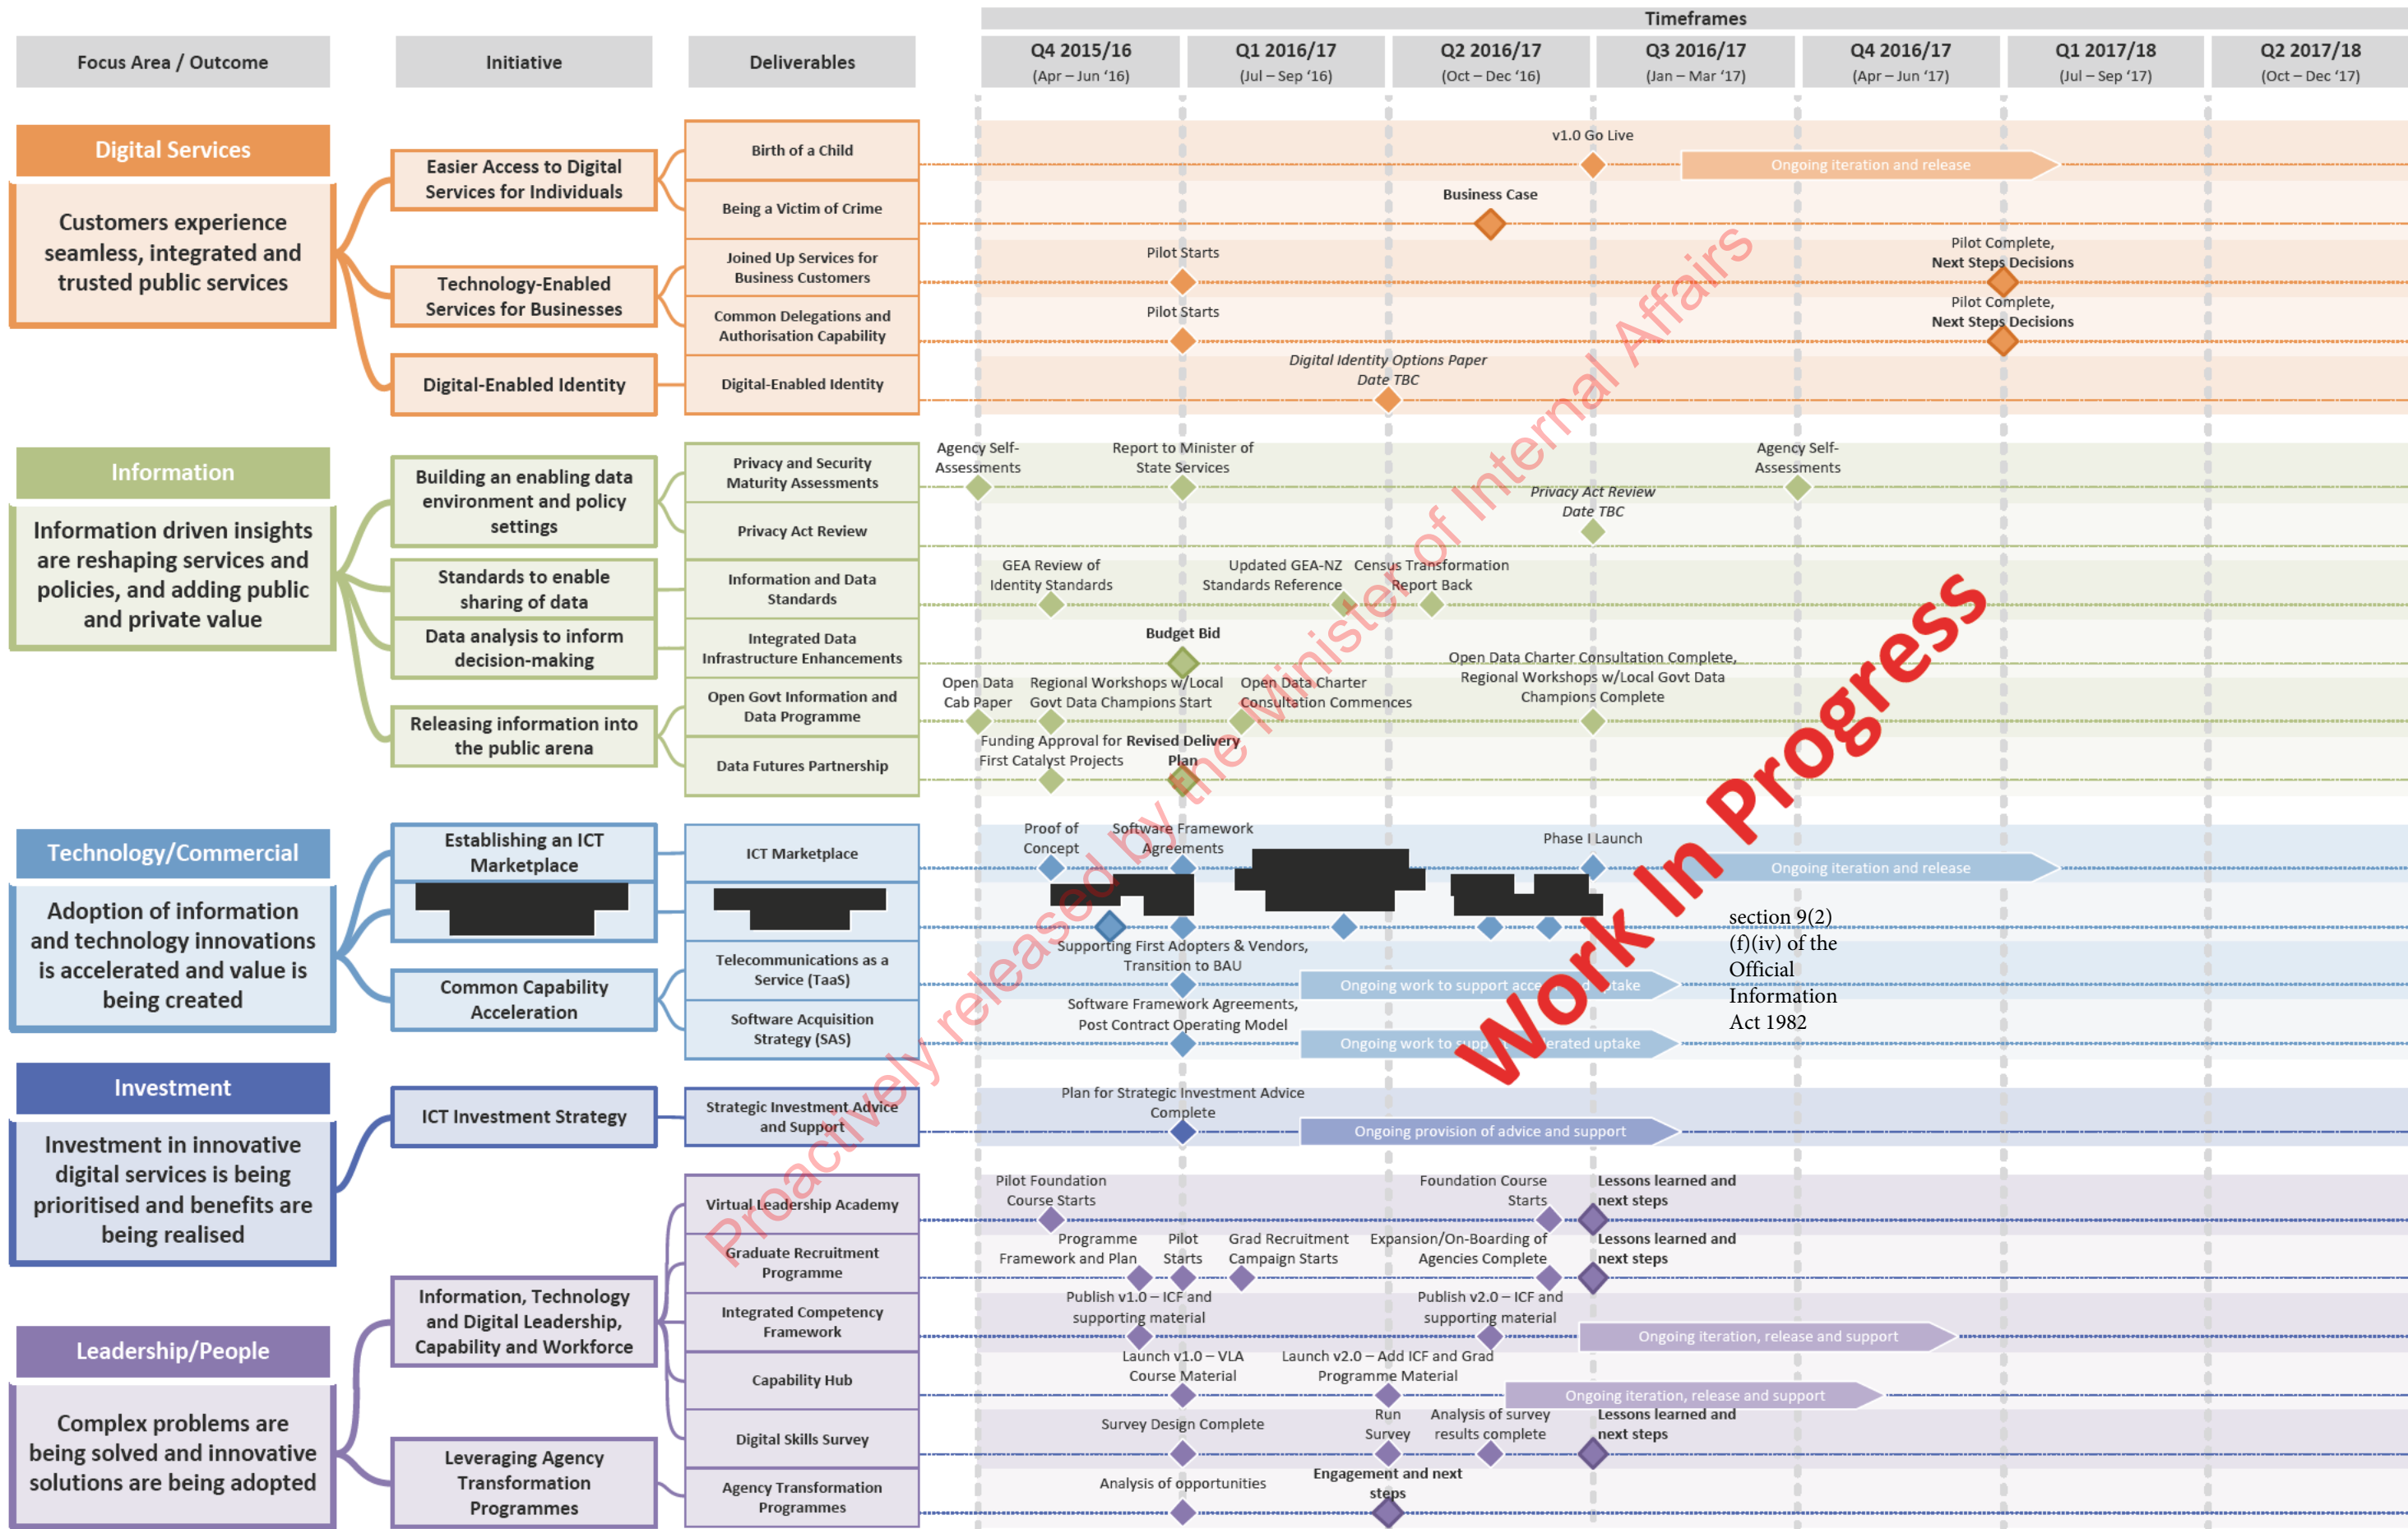 Timeframes
Focus Area / Outcome
Initiative
Deliverables
Q4 2015/16
(Apr – Jun ‘16)
Q1 2016/17
(Jul – Sep ‘16)
Q2 2016/17
(Oct – Dec ‘16)
Q3 2016/17
(Jan – Mar ‘17)
Q4 2016/17
(Apr – Jun ‘17)
Q1 2017/18
(Jul – Sep ‘17)
Q2 2017/18
(Oct – Dec ‘17)
Digital Services
Customers experience
seamless, integrated and
trusted public services
Easier Access to Digital
Services for Individuals
Birth of a Child
v1.0 Go Live
Ongoing iteration and release
Being a Victim of Crime
Business Case
Technology-Enabled
Services for Businesses
Joined Up Services for
Business Customers
Pilot Starts
Pilot Complete,
Next Steps Decisions
Common Delegations and
Authorisation Capability
Pilot Starts
Pilot Complete,
Next Steps Decisions
Digital-Enabled Identity
Digital-Enabled Identity
Digital Identity Options Paper
Date TBC
Information
Information driven insights
are reshaping services and
policies, and adding public
and private value
Building an enabling data
environment and policy
settings
Privacy and Security
Maturity Assessments
Agency Self-
Assessments
Report to Minister of
State Services
Agency Self-
Assessments
Privacy Act Review
Privacy Act Review
Date TBC
Standards to enable
sharing of data
Information and Data
Standards
GEA Review of
Identity Standards
Updated GEA-NZ
Standards Reference
Census Transformation
Report Back
Data analysis to inform
decision-making
Integrated Data
Infrastructure Enhancements
Budget Bid
Releasing information into
the public arena
Open Govt Information and
Data Programme
Open Data
Cab Paper
Regional Workshops w/Local
Govt Data Champions Start
Open Data Charter
Consultation Commences
Open Data Charter Consultation Complete,
Regional Workshops w/Local Govt Data
Champions Complete
Data Futures Partnership
Funding Approval for
First Catalyst Projects
Revised Delivery
Plan
Technology/Commercial
Adoption of information
and technology innovations
is accelerated and value is
being created
Establishing an ICT
Marketplace
ICT Marketplace
Proof of
Concept
Software Framework
Agreements
Phase I Launch
Ongoing iteration and release
section 9(2)
(f)(iv) of the
Official
Information
Act 1982
Common Capability
Acceleration
Telecommunications as a
Service (TaaS)
Supporting First Adopters & Vendors,
Transition to BAU
Ongoing work to support uptake
Software Acquisition
Strategy (SAS)
Software Framework Agreements,
Post Contract Operating Model
Ongoing work to uptake
Investment
Investment in innovative
digital services is being
prioritised and benefits are
being realised
ICT Investment Strategy
Strategic Investment Advice
and Support
Plan for Strategic Investment Advice
Complete
Ongoing provision of advice and support
Leadership/People
Complex problems are
being solved and innovative
solutions are being adopted
Information, Technology
and Digital Leadership,
Capability and Workforce
Virtual Leadership Academy
Pilot Foundation
Course Starts
Foundation Course
Starts
Lessons learned and
next steps
Graduate Recruitment
Programme
Programme
Framework and Plan
Pilot
Starts
Grad Recruitment
Campaign Starts
Expansion/On-Boarding of
Agencies Complete
Lessons learned and
next steps
Integrated Competency
Framework
Publish v1.0 – ICF and
supporting material
Publish v2.0 – ICF and
supporting material
Ongoing iteration, release and support
Capability Hub
Launch v1.0 – VLA
Course Material
Launch v2.0 – Add ICF and Grad
Programme Material
Ongoing iteration, release and support
Digital Skills Survey
Survey Design Complete
Run
Survey
Analysis of survey
results complete
Lessons learned and
next steps
Leveraging Agency
Transformation
Programmes
Agency Transformation
Programmes
Analysis of opportunities
Engagement and next
steps
Proactively released by the Minister of Internal Affairs
Work In Progress